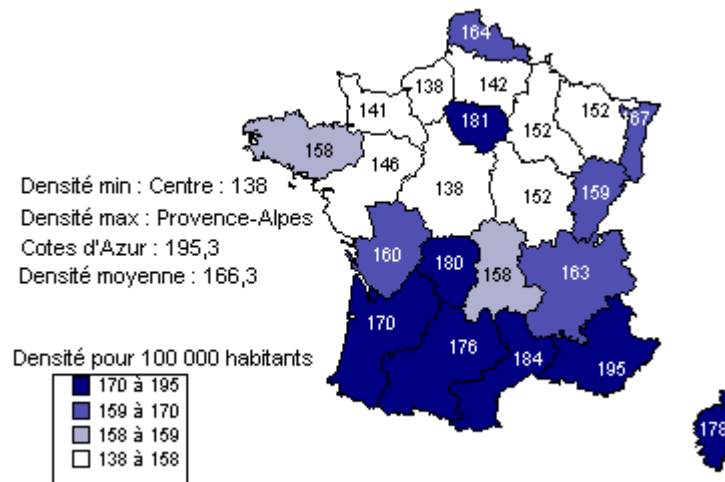 164
138
142
141
181
152
152
167
158
146
138
152
159
Densité min : Centre : 138
Densité max : Provence-Alpes
Cotes d'Azur : 195,3
Densité moyenne : 166,3
160
180
158
163
170
176
184
195
178
Densité pour 100 000 habitants
170 à 195
159 à 170
158 à 159
138 à 158